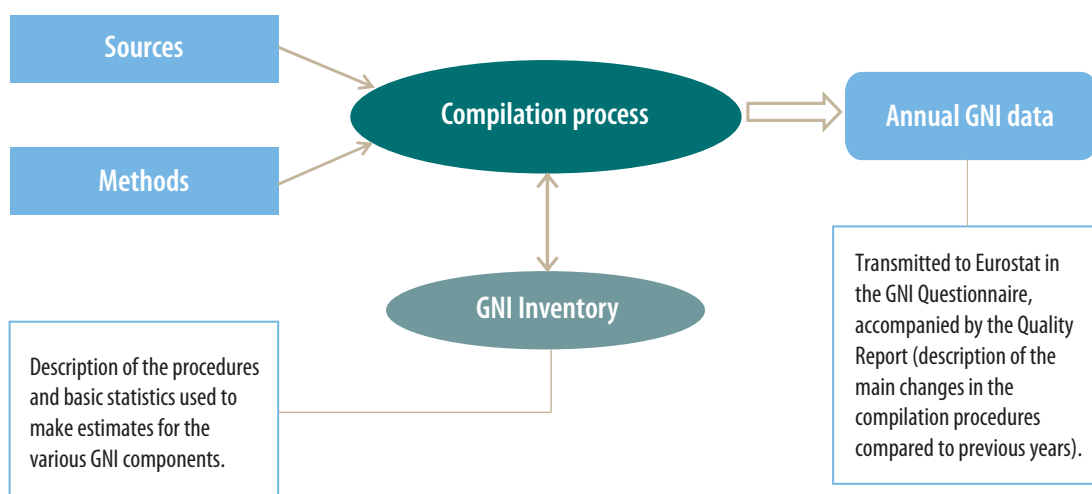 Sources
Compilation process
Annual GNI data
Methods
GNI Inventory
Description of the procedures
and basic statistics used to
make estimates for the
various GNI components.
Transmitted to Eurostat in
the GNI Questionnaire,
accompanied by the Quality
Report (description of the
main changes in the
compilation procedures
compared to previous years).